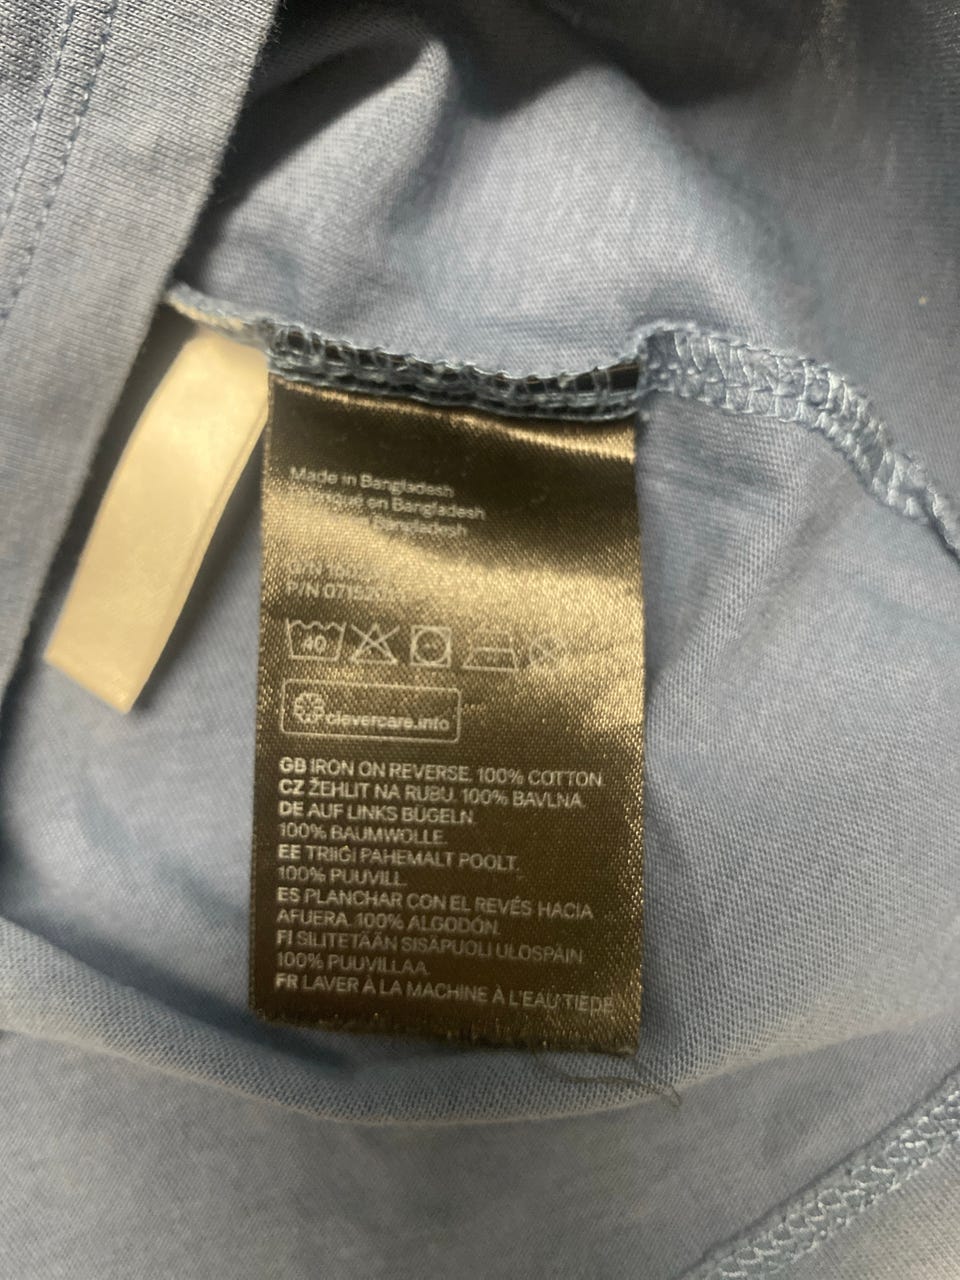 Made in Bangladesh
en Bangladesh
Bangladesh
P/N
40
clevercare.info
GB IRON ON REVERSE. 100% COTTON.
CZ ŽEHLIT NA RUBU. 100% BAVLNA.
DE AUF LINKS BÜGELN.
100% BAUMWOLLE.
EE TRIIGI PAHEMALT POOLT.
100% PUUVILL.
ES PLANCHAR CON EL REVÉS HACIA
AFUERA. 100% ALGODÓN.
FI SILITETÄÄN SISÄPUOLI ULOSPÄIN
100% PUUVILLAA.
FR LAVER À LA MACHINE À L'EAU TIÈDE